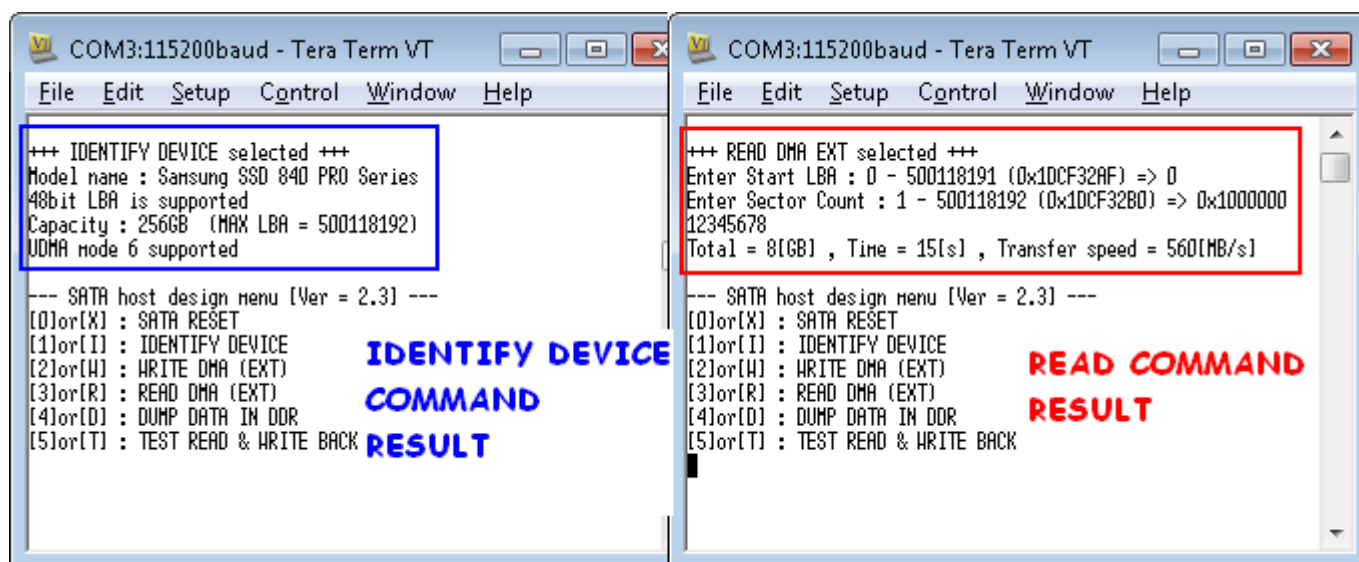 COM3:115200baud - Tera Term VT
File Edit Setup Control Window Help
+++ IDENTIFY DEVICE selected +++
Model name : Samsung SSD 840 PRO Series
48bit LBA is supported
Capacity : 256GB (MAX LBA = 500118192)
UDMA mode 6 supported
--- SATA host design menu [Ver = 2.3] ---
[0]or[X] : SATA RESET
[1]or[I] : IDENTIFY DEVICE
[2]or[W] : WRITE DMA (EXT)
[3]or[R] : READ DMA (EXT)
[4]or[D] : DUMP DATA IN DDR
[5]or[T] : TEST READ & WRITE BACK
IDENTIFY DEVICE
COMMAND
RESULT
COM3:115200baud - Tera Term VT
File Edit Setup Control Window Help
+++ READ DMA EXT selected +++
Enter Start LBA : 0 - 500118191 (0x1DCF32AF) => 0
Enter Sector Count : 1 - 500118192 (0x1DCF32B0) => 0x1000000
12345678
Total = 8[GB] , Time = 15[s] , Transfer speed = 560[MB/s]
--- SATA host design menu [Ver = 2.3] ---
[0]or[X] : SATA RESET
[1]or[I] : IDENTIFY DEVICE
[2]or[W] : WRITE DMA (EXT)
[3]or[R] : READ DMA (EXT)
[4]or[D] : DUMP DATA IN DDR
[5]or[T] : TEST READ & WRITE BACK
READ COMMAND
RESULT